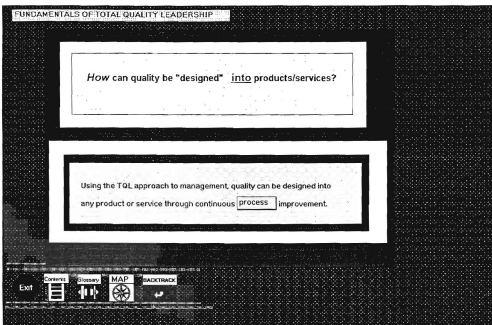 FUNDAMENTALS OF TOTAL QUALITY LEADERSHIP
How can quality be "designed" into products/services?
Using the TQL approach to management, quality can be designed into
any product or service through continuous process improvement.
Exit
Contents
Glossary
MAP
BACKTRACK